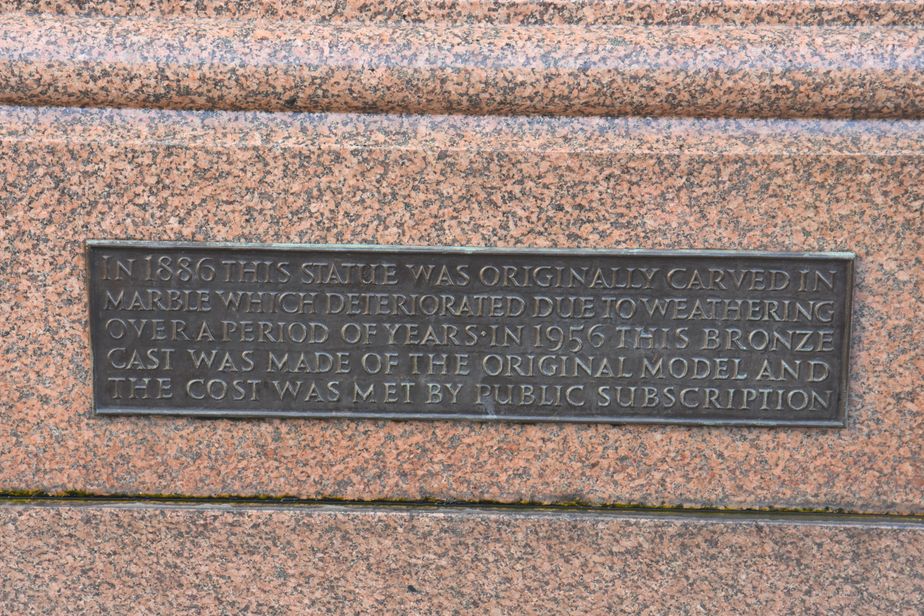 IN 1886 THIS STATUE WAS ORIGINALLY CARVED IN
MARBLE WHICH DETERIORATED DUE TO WEATHERING
OVER A PERIOD OF YEARS · IN 1956 THIS BRONZE
CAST WAS MADE OF THE ORIGINAL MODEL AND
THE COST WAS MET BY PUBLIC SUBSCRIPTION